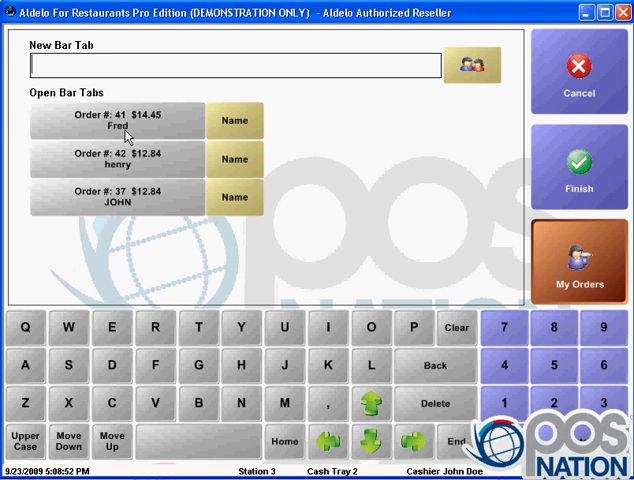 Aldelo For Restaurants Pro Edition (DEMONSTRATION ONLY) - Aldelo Authorized Reseller
New Bar Tab
Cancel
Open Bar Tabs
Order #: 41 $14.45
Fred
Name
Order #: 42 $12.84
henry
Name
Finish
Order #: 37 $12.84
JOHN
Name
My Orders
pos
NATION
Q W E R T Y U I O P Clear 7 8 9
A S D F G H J K L Back 4 5 6
Z X C V B N M , Delete 1 2 3
Upper Case Move Down Move Up Home End
pos
NATION
9/23/2009 5:08:52 PM Station 3 Cash Tray 2 Cashier John Doe